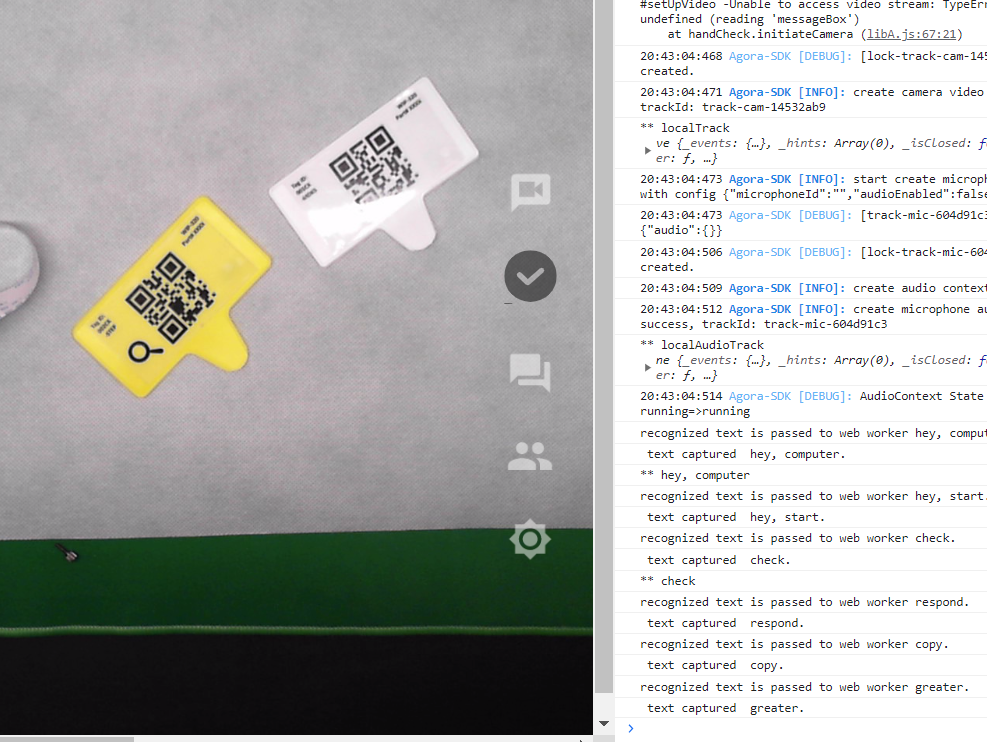 WIP-320
Tag ID:
WIP-320
Tag ID:
STEP
#setUpVideo -Unable to access video stream: TypeErr
undefined (reading 'messageBox')
at handCheck.initiateCamera (libA.js:67:21)
20:43:04:468 Agora-SDK [DEBUG]: [lock-track-cam-145
created.
20:43:04:471 Agora-SDK [INFO]: create camera video
trackId: track-cam-14532ab9
** localTrack
ve {_events: {…}, _hints: Array(0), _isClosed: f
er: ƒ, …}
20:43:04:473 Agora-SDK [INFO]: start create microph
with config {"microphoneId":"","audioEnabled":false
20:43:04:473 Agora-SDK [DEBUG]: [track-mic-604d91c3
{"audio":{}}
20:43:04:506 Agora-SDK [DEBUG]: [lock-track-mic-604
created.
20:43:04:509 Agora-SDK [INFO]: create audio context
20:43:04:512 Agora-SDK [INFO]: create microphone au
success, trackId: track-mic-604d91c3
** localAudioTrack
ne {_events: {…}, _hints: Array(0), _isClosed: f
er: ƒ, …}
20:43:04:514 Agora-SDK [DEBUG]: AudioContext State
running=>running
recognized text is passed to web worker hey, comput
text captured  hey, computer.
** hey, computer
recognized text is passed to web worker hey, start.
text captured  hey, start.
recognized text is passed to web worker check.
text captured  check.
** check
recognized text is passed to web worker respond.
text captured  respond.
recognized text is passed to web worker copy.
text captured  copy.
recognized text is passed to web worker greater.
text captured  greater.